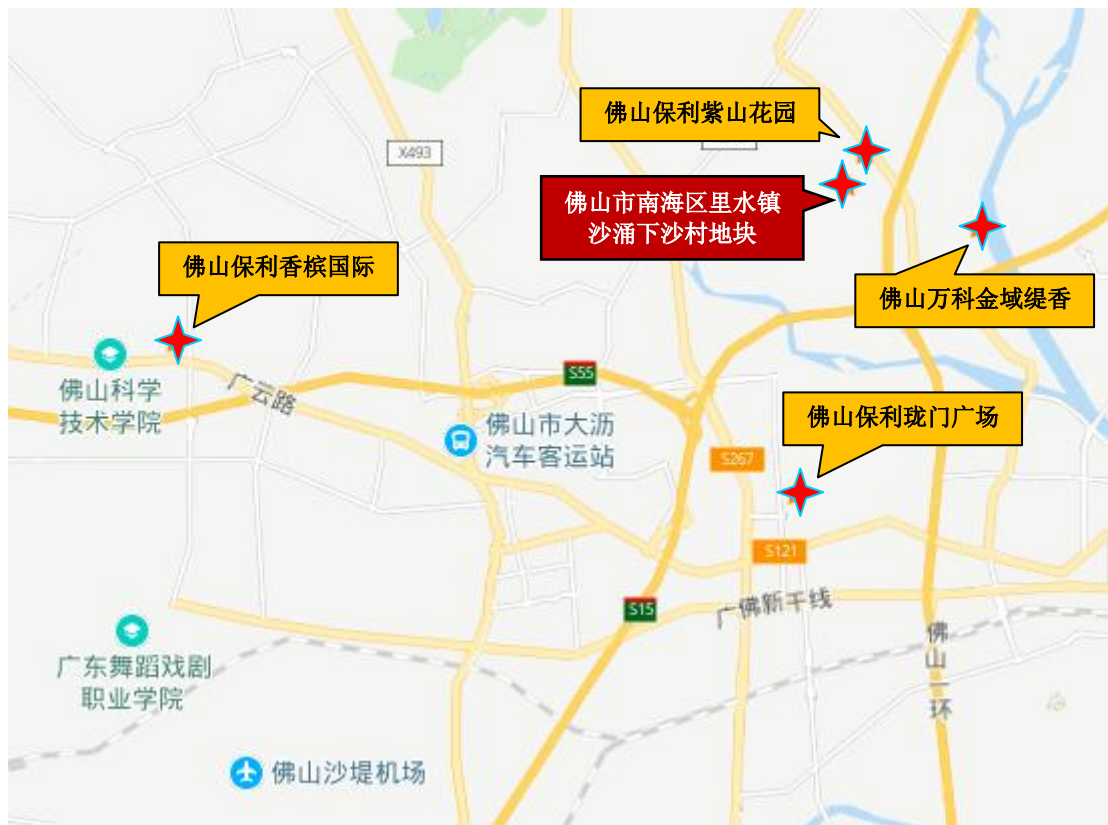 佛山保利紫山花园
X493
佛山市南海区里水镇
沙涌下沙村地块
佛山保利香槟国际
佛山万科金域缇香
佛山科学
技术学院
广云路
S55
佛山市大沥
汽车客运站
佛山保利珑门广场
S267
S121
S15
广佛新干线
广东舞蹈戏剧
职业学院
佛山一环
佛山沙堤机场